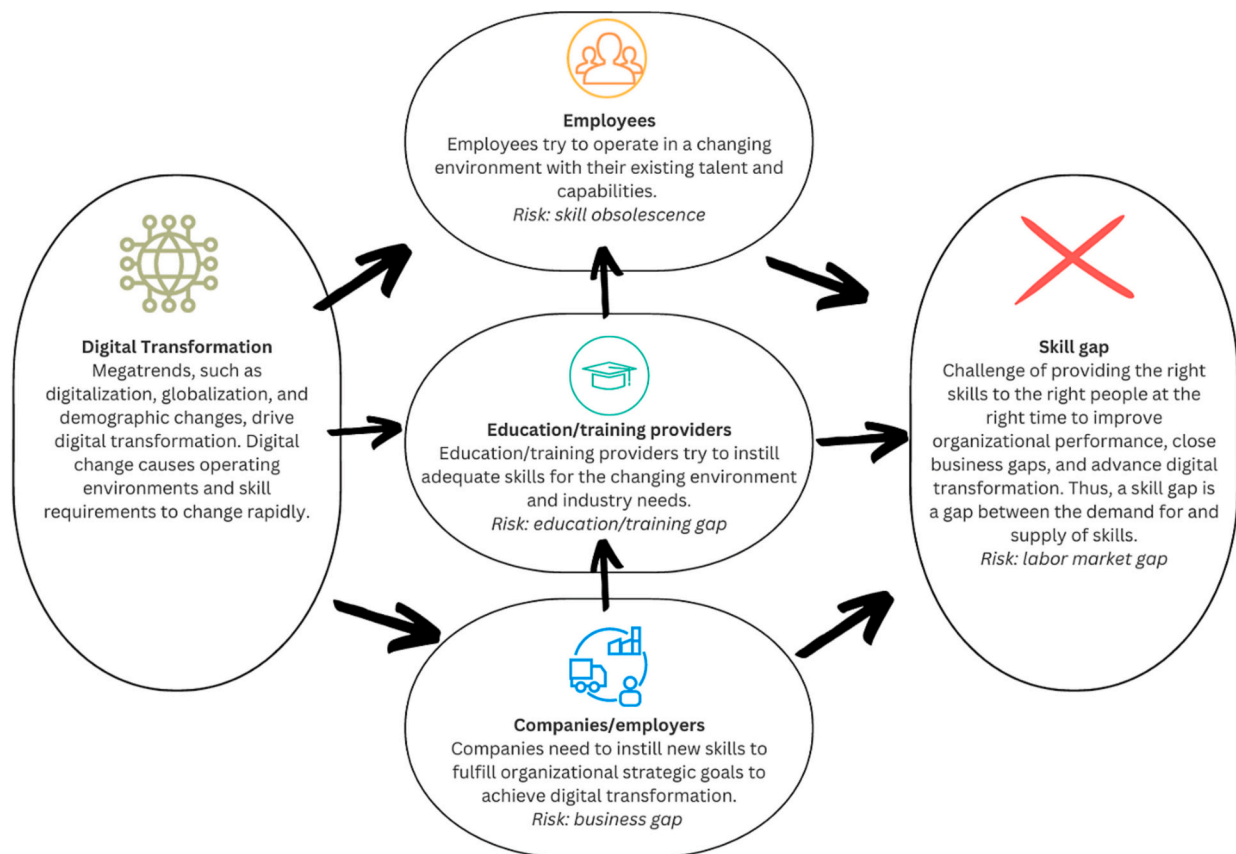 Employees
Employees try to operate in a changing
environment with their existing talent and
capabilities.
Risk: skill obsolescence
Digital Transformation
Megatrends, such as
digitalization, globalization, and
demographic changes, drive
digital transformation. Digital
change causes operating
environments and skill
requirements to change rapidly.
Education/training providers
Education/training providers try to instill
adequate skills for the changing environment
and industry needs.
Risk: education/training gap
Companies/employers
Companies need to instill new skills to
fulfill organizational strategic goals to
achieve digital transformation.
Risk: business gap
Skill gap
Challenge of providing the right
skills to the right people at the
right time to improve
organizational performance, close
business gaps, and advance digital
transformation. Thus, a skill gap is
a gap between the demand for and
supply of skills.
Risk: labor market gap